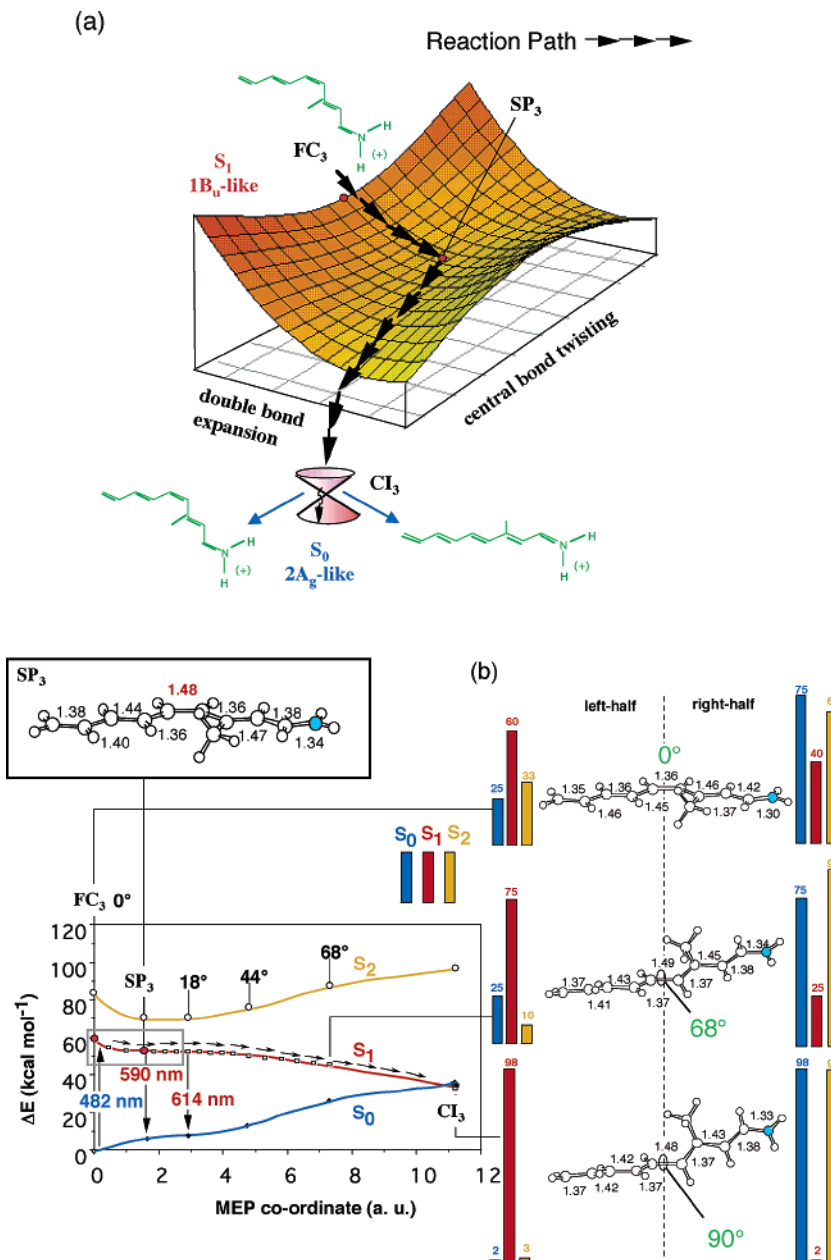 (a)
Reaction Path
SP3
FC3
N
H
H
(+)
S1
1Bu-like
double bond
expansion
central bond twisting
CI3
S0
2Ag-like
N
H
H
(+)
N
H
H
(+)
SP3
1.48
1.38
1.44
1.36
1.38
1.40
1.36
1.47
1.34
(b)
left-half
right-half
0°
25
60
33
75
40
1.35
1.36
1.36
1.46
1.42
1.46
1.45
1.37
1.30
S0 S1 S2
FC3 0°
ΔE (kcal mol-1)
120
100
80
60
40
20
0
SP3
18°
44°
68°
S2
S1
590 nm
482 nm
614 nm
S0
CI3
0 2 4 6 8 10 12
MEP co-ordinate (a. u.)
25
75
10
75
25
1.37
1.43
1.49
1.45
1.34
1.41
1.37
1.37
1.38
68°
98
2
3
98
2
1.42
1.48
1.43
1.33
1.37
1.42
1.37
1.37
1.38
90°